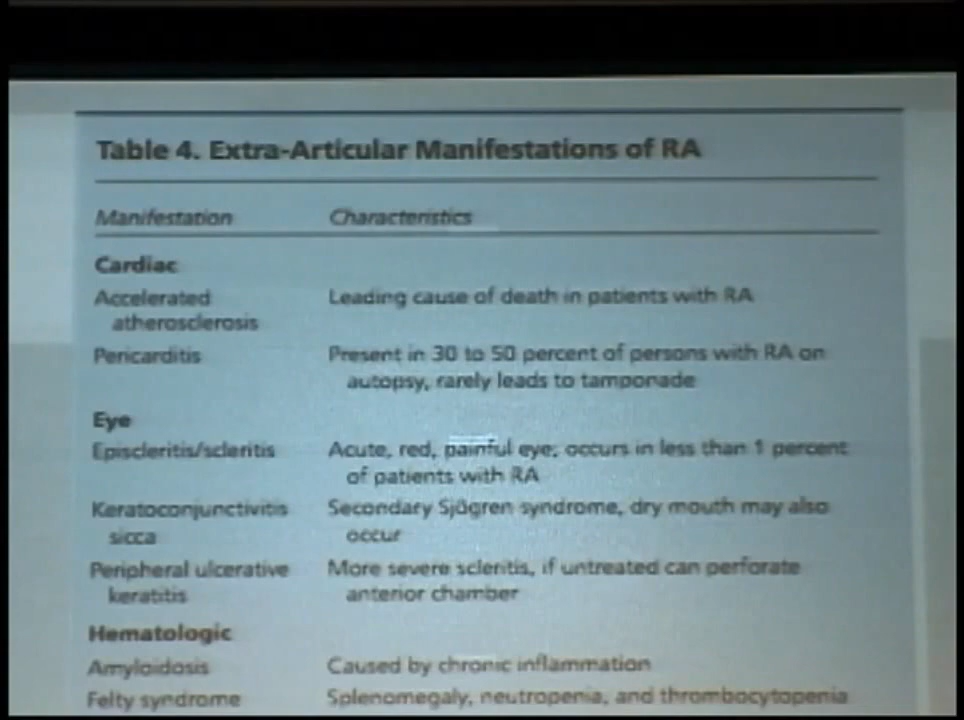 Table 4. Extra-Articular Manifestations of RA
Manifestation Characteristics
Cardiac
Accelerated Leading cause of death in patients with RA
atherosclerosis
Pericarditis Present in 30 to 50 percent of persons with RA on
autopsy, rarely leads to tamponade
Eye
Episcleritis/scleritis Acute, red, painful eye; occurs in less than 1 percent
of patients with RA
Keratoconjunctivitis Secondary Sjögren syndrome, dry mouth may also
sicca occur
Peripheral ulcerative More severe scleritis, if untreated can perforate
keratitis anterior chamber
Hematologic
Amyloidosis Caused by chronic inflammation
Felty syndrome Splenomegaly, neutropenia, and thrombocytopenia